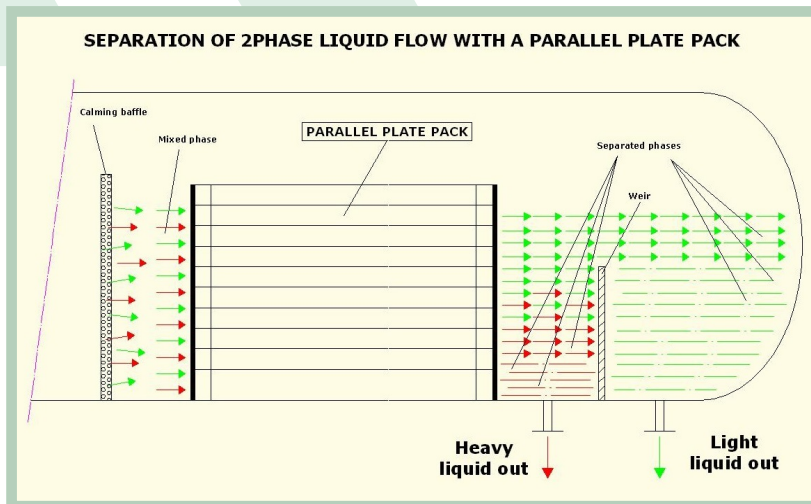 SEPARATION OF 2PHASE LIQUID FLOW WITH A PARALLEL PLATE PACK
Calming baffle
Mixed phase
PARALLEL PLATE PACK
Separated phases
Weir
Heavy
liquid out
Light
liquid out